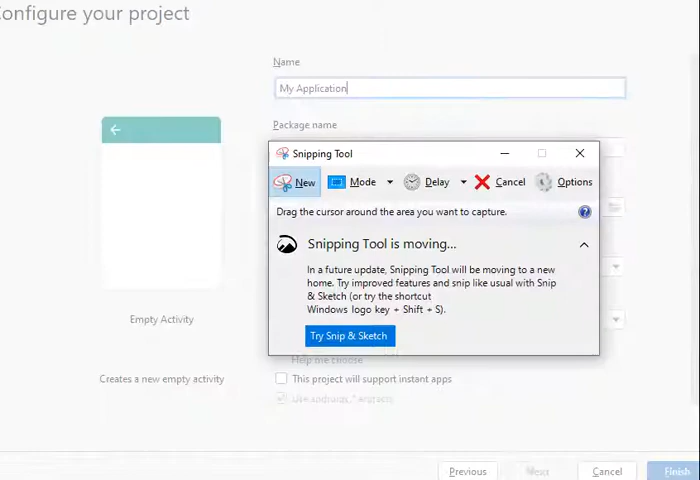 Configure your project
Name
My Application
Package name
Snipping Tool
New
Mode
Delay
Cancel
Options
Drag the cursor around the area you want to capture.
Snipping Tool is moving...
In a future update, Snipping Tool will be moving to a new
home. Try improved features and snip like usual with Snip
& Sketch (or try the shortcut
Windows logo key + Shift + S).
Try Snip & Sketch
Empty Activity
Help me choose
Creates a new empty activity
This project will support instant apps
Use androidx.* artifacts
Previous
Next
Cancel
Finish